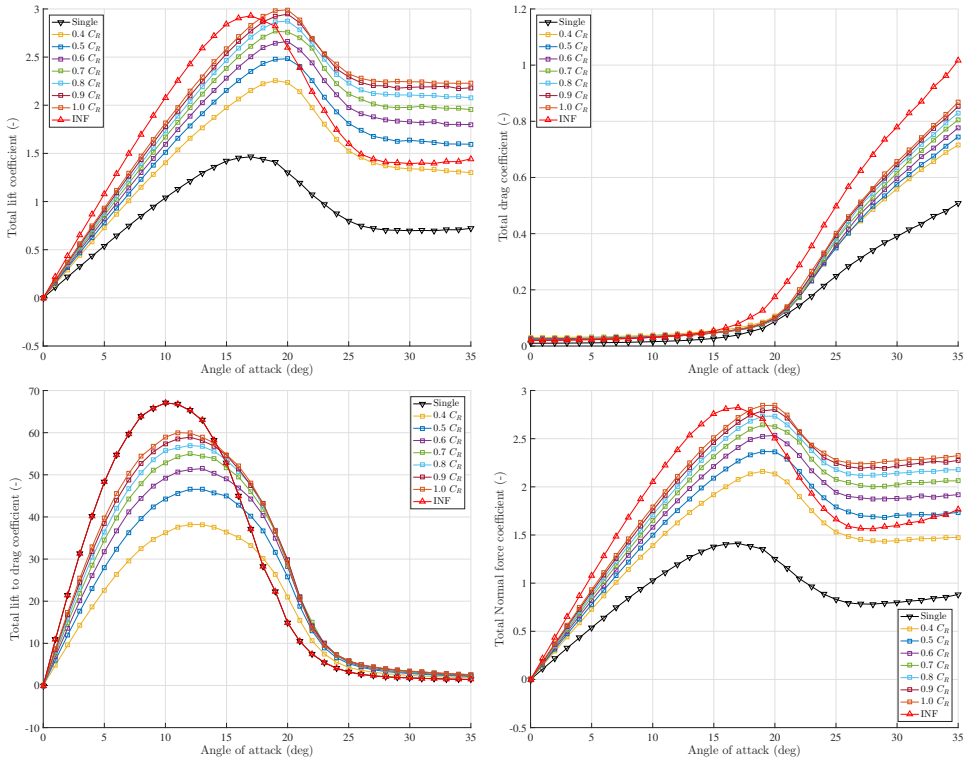 3
2.5
2
1.5
1
0.5
0
-0.5
0
5
10
15
20
25
30
35
Angle of attack (deg)
Total lift coefficient (-)
Single
0.4 C_R
0.5 C_R
0.6 C_R
0.7 C_R
0.8 C_R
0.9 C_R
1.0 C_R
INF
1.2
1
0.8
0.6
0.4
0.2
0
0
5
10
15
20
25
30
35
Angle of attack (deg)
Total drag coefficient (-)
Single
0.4 C_R
0.5 C_R
0.6 C_R
0.7 C_R
0.8 C_R
0.9 C_R
1.0 C_R
INF
70
60
50
40
30
20
10
0
-10
0
5
10
15
20
25
30
35
Angle of attack (deg)
Total lift to drag coefficient (-)
Single
0.4 C_R
0.5 C_R
0.6 C_R
0.7 C_R
0.8 C_R
0.9 C_R
1.0 C_R
INF
3
2.5
2
1.5
1
0.5
0
-0.5
0
5
10
15
20
25
30
35
Angle of attack (deg)
Total Normal force coefficient (-)
Single
0.4 C_R
0.5 C_R
0.6 C_R
0.7 C_R
0.8 C_R
0.9 C_R
1.0 C_R
INF